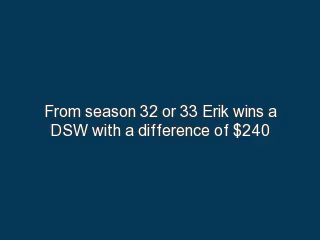 From season 32 or 33 Erik wins a
DSW with a difference of $240